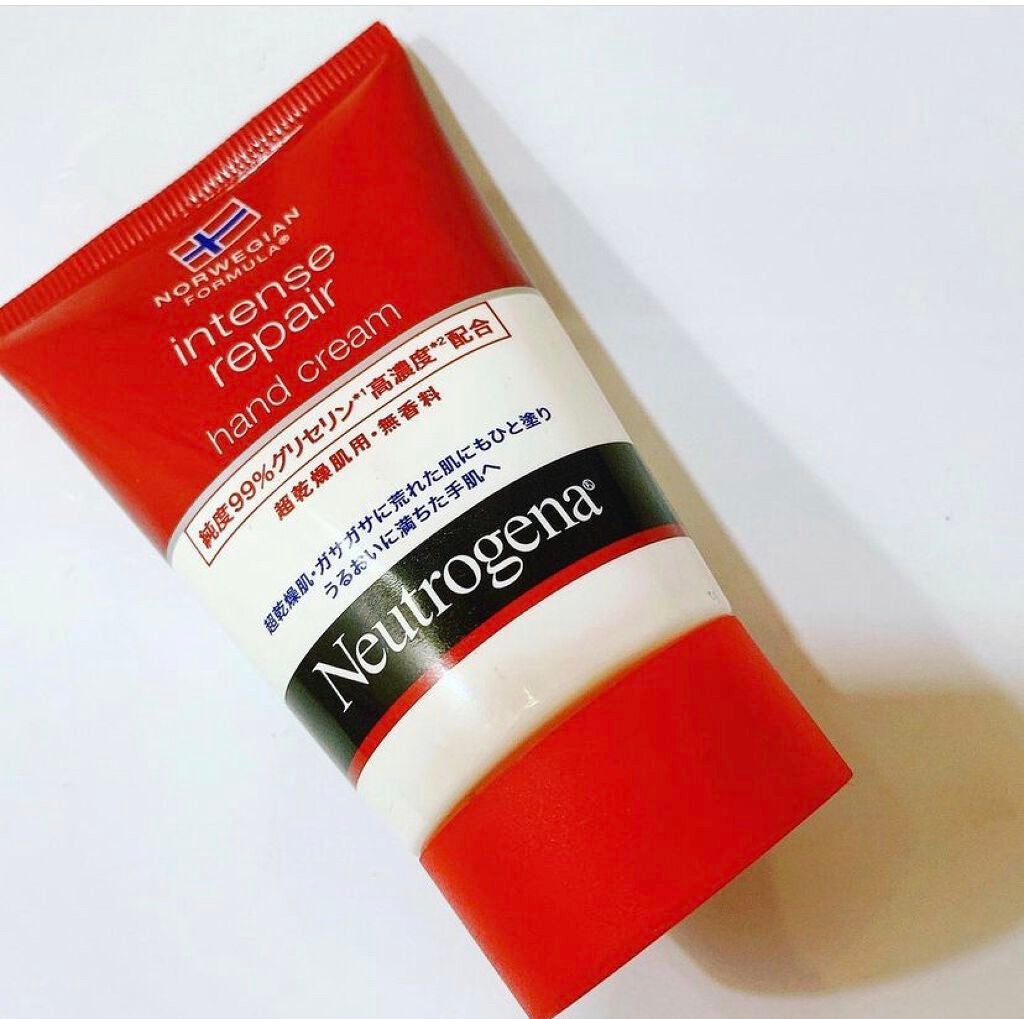 NORWEGIAN
FORMULA®
intense
repair
hand cream
純度99%グリセリン*1高濃度*2配合
超乾燥肌用・無香料
超乾燥肌・ガサガサに荒れた肌にもひと塗り
うるおいに満ちた手肌へ
Neutrogena®